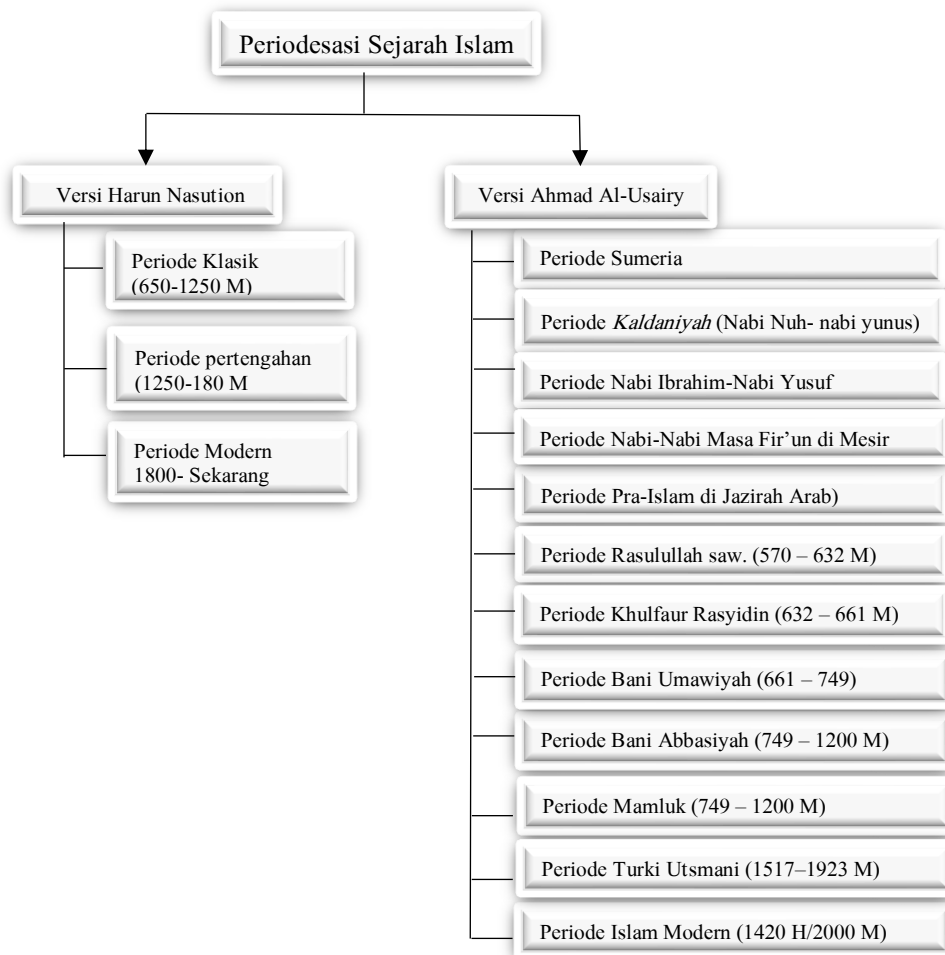 Periodesasi Sejarah Islam
Versi Harun Nasution
Periode Klasik
(650-1250 M)
Periode pertengahan
(1250-180 M
Periode Modern
1800- Sekarang
Versi Ahmad Al-Usairy
Periode Sumeria
Periode Kaldaniyah (Nabi Nuh- nabi yunus)
Periode Nabi Ibrahim-Nabi Yusuf
Periode Nabi-Nabi Masa Fir’un di Mesir
Periode Pra-Islam di Jazirah Arab)
Periode Rasulullah saw. (570 – 632 M)
Periode Khulfaur Rasyidin (632 – 661 M)
Periode Bani Umawiyah (661 – 749)
Periode Bani Abbasiyah (749 – 1200 M)
Periode Mamluk (749 – 1200 M)
Periode Turki Utsmani (1517–1923 M)
Periode Islam Modern (1420 H/2000 M)